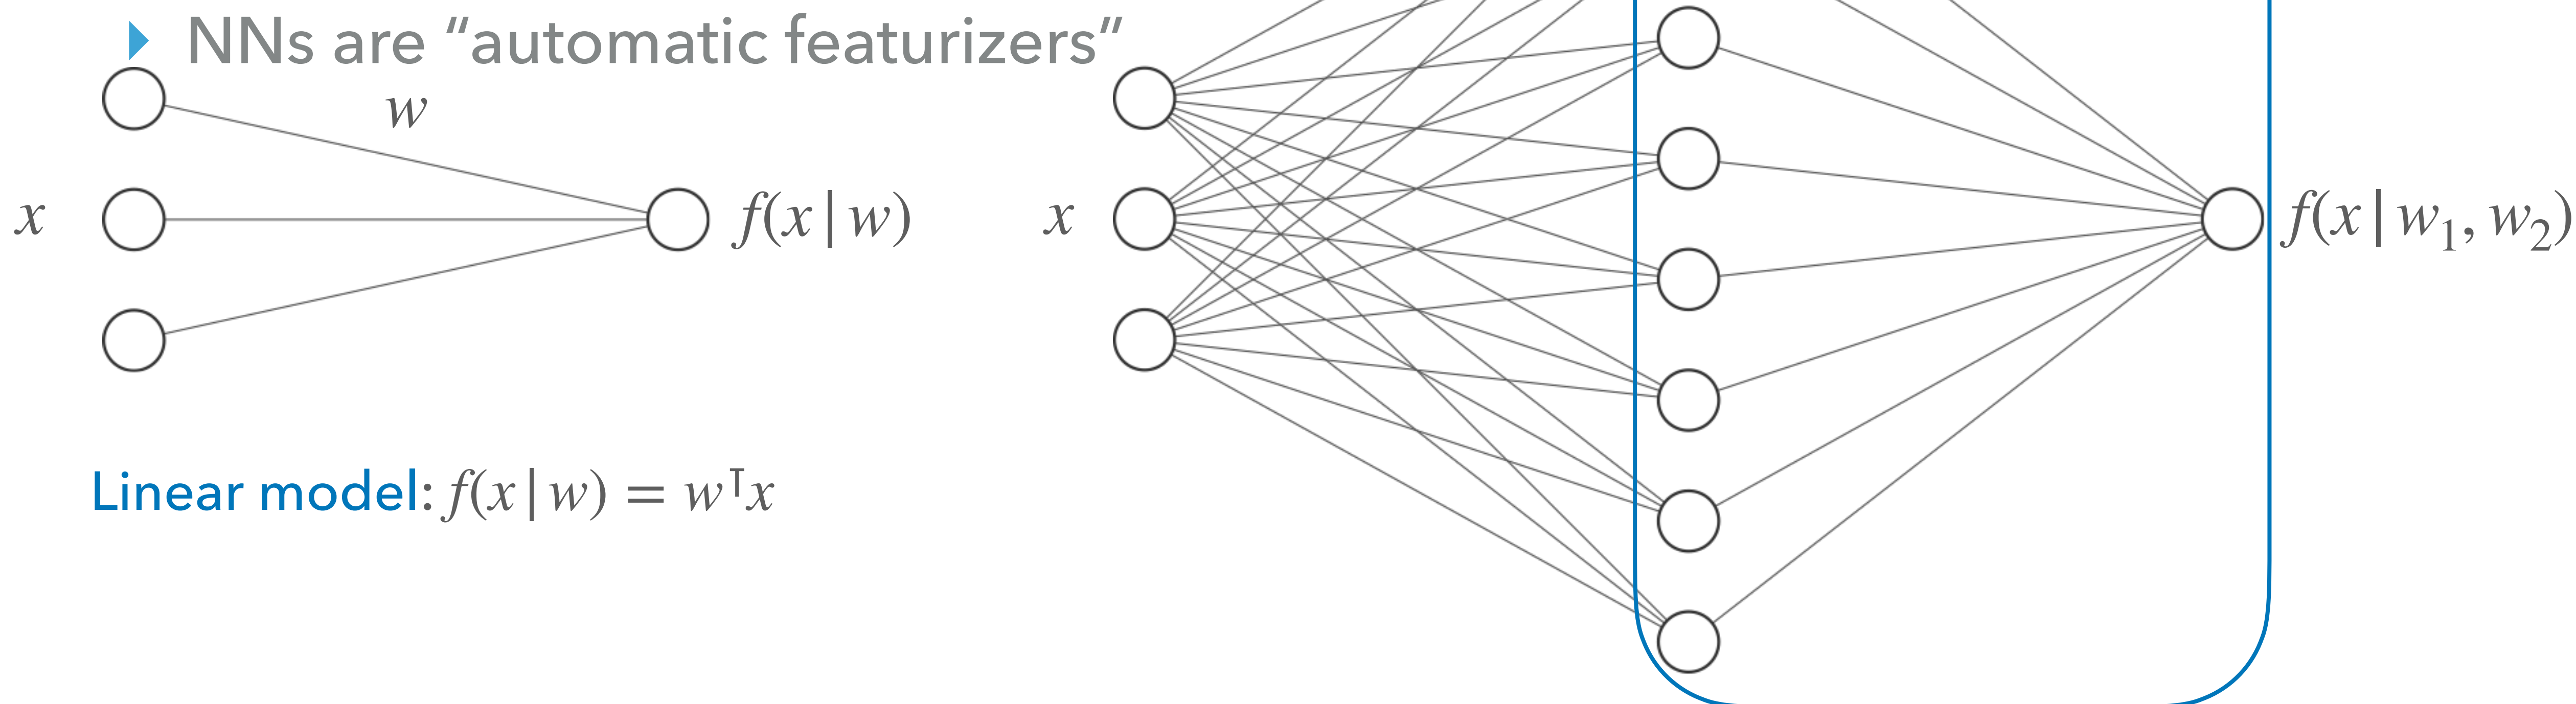 NNs are “automatic featurizers”
w
x
f(x|w)
x
f(x|w₁, w₂)
Linear model: f(x|w) = w⊤x